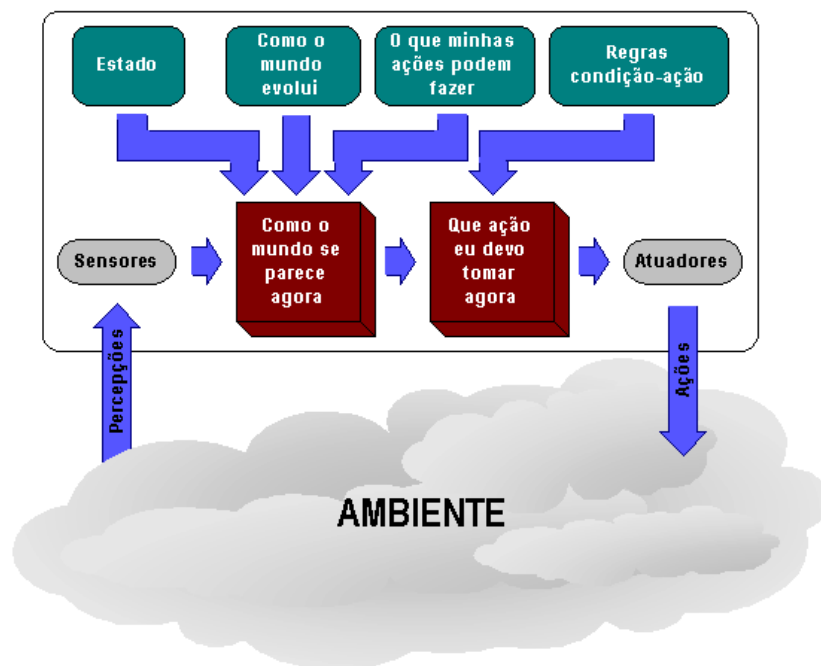 Estado
Como o
mundo
evolui
O que minhas
ações podem
fazer
Regras
condição-ação
Sensores
Como o
mundo se
parece
agora
Que ação
eu devo
tomar
agora
Atuadores
Percepções
Ações
AMBIENTE